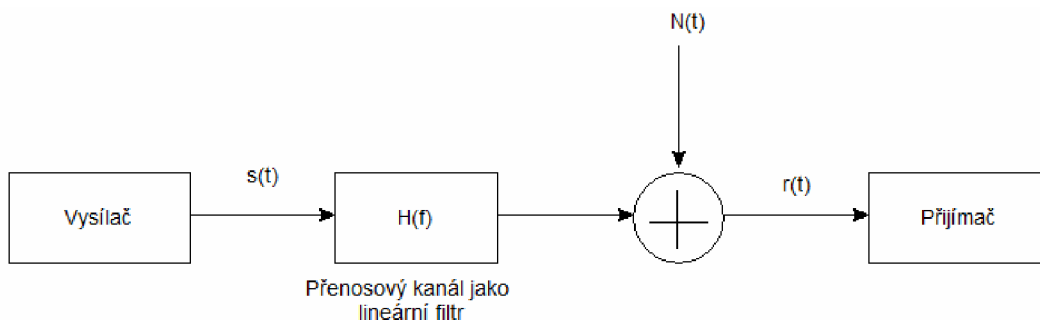 N(t)
s(t)
r(t)
Vysílač
H(f)
Přijímač
Přenosový kanál jako
lineární filtr